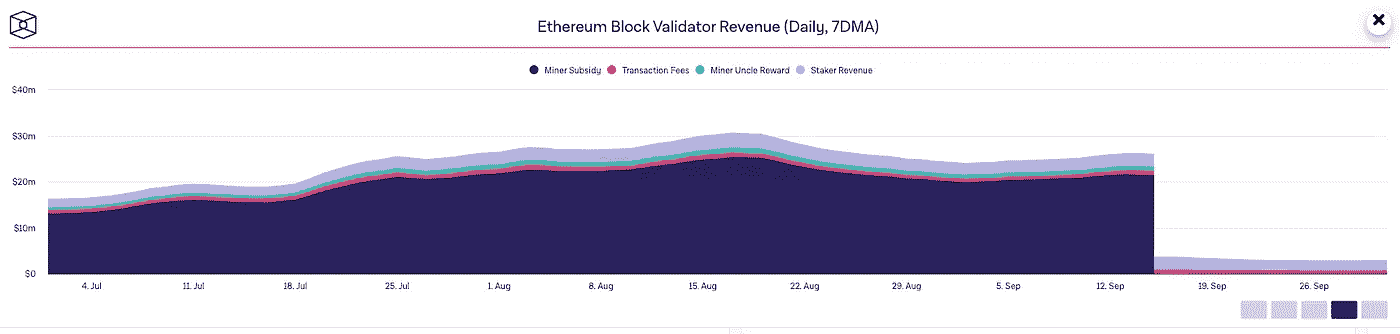 Ethereum Block Validator Revenue (Daily, 7DMA)
Miner Subsidy Transaction Fees Miner Uncle Reward Staker Revenue
$40m
$30m
$20m
$10m
$0
4. Jul 11. Jul 18. Jul 25. Jul 1. Aug 8. Aug 15. Aug 22. Aug 29. Aug 5. Sep 12. Sep 19. Sep 26. Sep